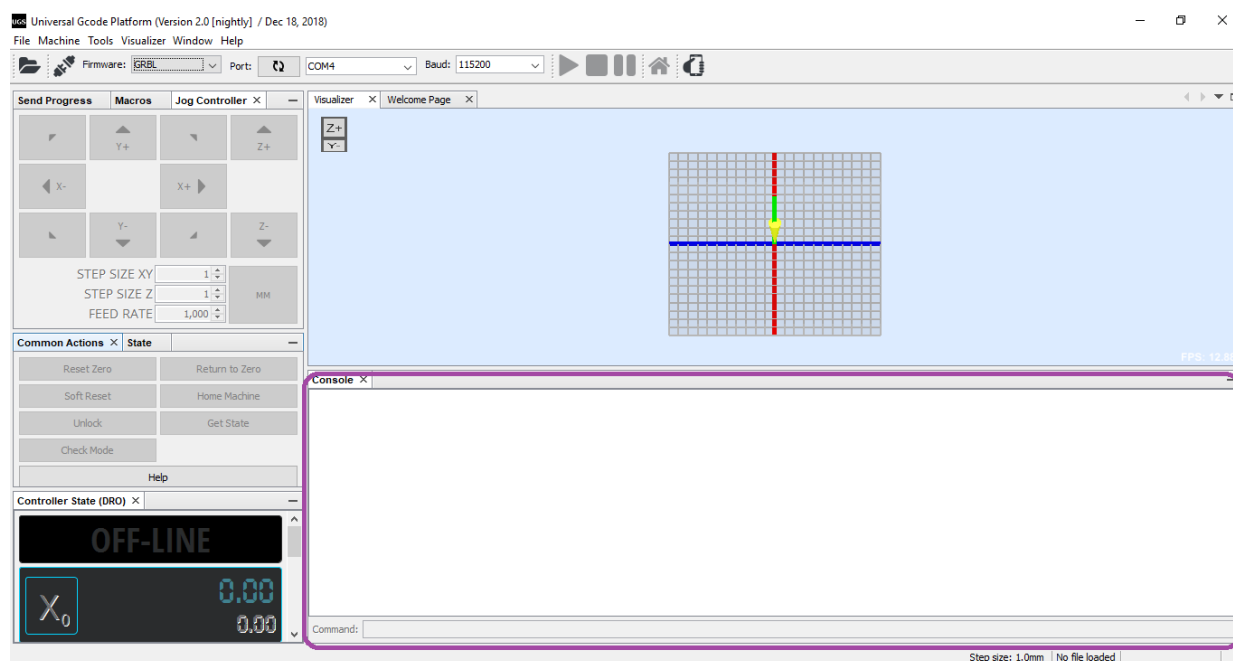 UGS Universal Gcode Platform (Version 2.0 [nightly] / Dec 18, 2018)
File Machine Tools Visualizer Window Help
Firmware: GRBL Port: COM4 Baud: 115200
Send Progress Macros Jog Controller
Visualizer Welcome Page
Y+ Z+
X- X+
Y- Z-
STEP SIZE XY 1
STEP SIZE Z 1
FEED RATE 1,000
MM
Z+
Y-
FPS: 12.88
Common Actions State
Reset Zero Return to Zero
Soft Reset Home Machine
Unlock Get State
Check Mode
Help
Controller State (DRO)
OFF-LINE
X0 0.00
0.00
Console
Command:
Step size: 1.0mm No file loaded